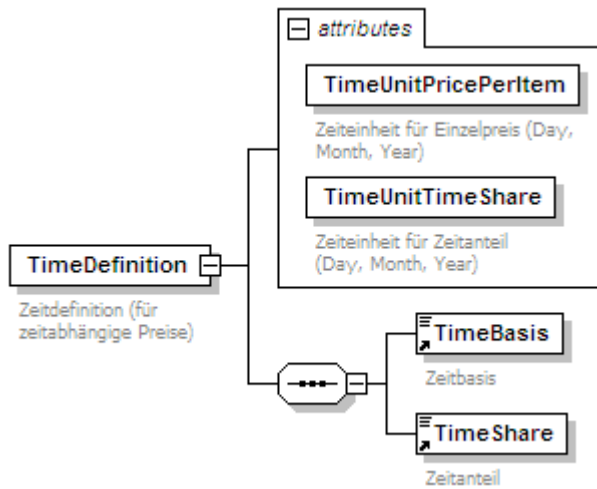 attributes
TimeUnitPricePerItem
Zeiteinheit für Einzelpreis (Day,
Month, Year)
TimeUnitTimeShare
Zeiteinheit für Zeitanteil
(Day, Month, Year)
TimeDefinition
Zeitdefinition (für
zeitabhängige Preise)
TimeBasis
Zeitbasis
TimeShare
Zeitanteil